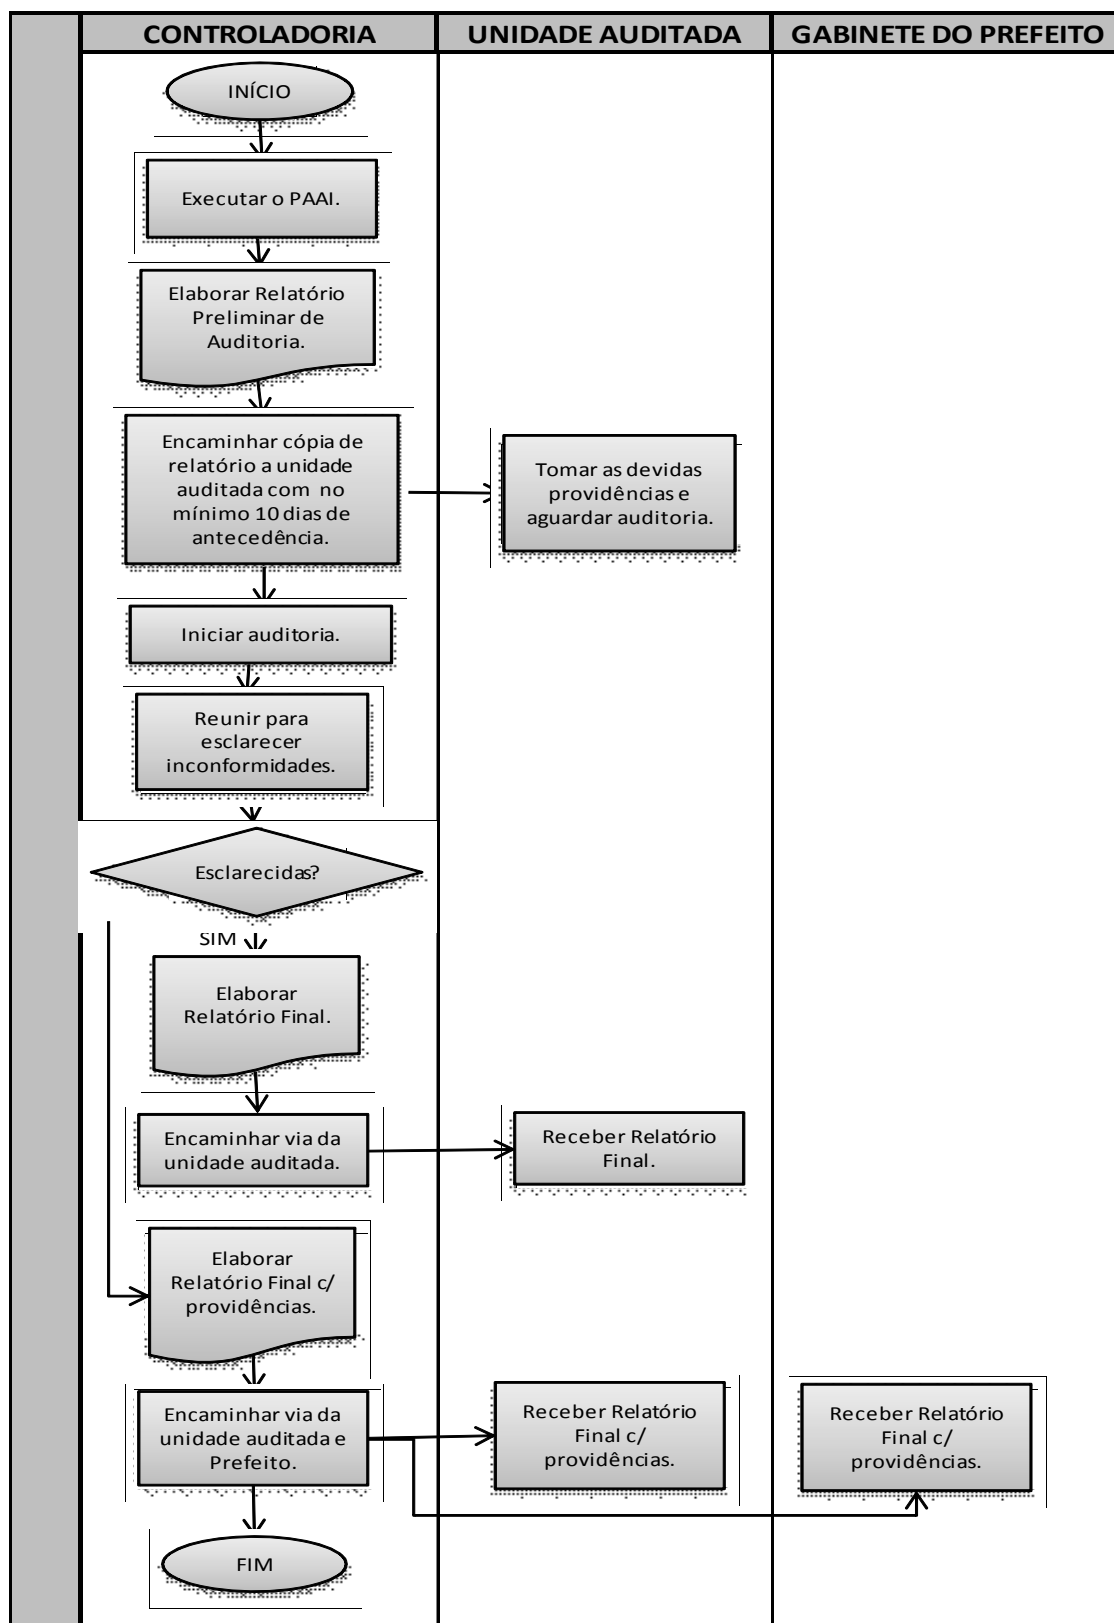 CONTROLADORIA
UNIDADE AUDITADA
GABINETE DO PREFEITO
INÍCIO
Executar o PAAI.
Elaborar Relatório
Preliminar de
Auditoria.
Encaminhar cópia de
relatório a unidade
auditada com no
mínimo 10 dias de
antecedência.
Tomar as devidas
providências e
aguardar auditoria.
Iniciar auditoria.
Reunir para
esclarecer
inconformidades.
Esclarecidas?
SIM
Elaborar
Relatório Final.
Encaminhar via da
unidade auditada.
Receber Relatório
Final.
Elaborar
Relatório Final c/
providências.
Encaminhar via da
unidade auditada e
Prefeito.
Receber Relatório
Final c/
providências.
Receber Relatório
Final c/
providências.
FIM